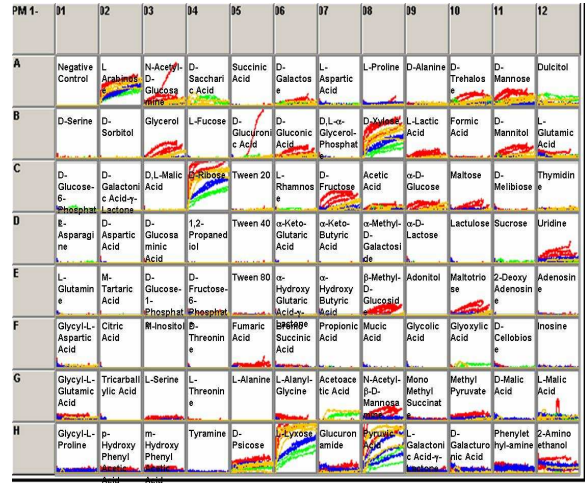 PM 1- 01 02 03 04 05 06 07 08 09 10 11 12
A Negative Control L Arabinose N-Acetyl-D-Glucosamine D-Saccharic Acid Succinic Acid D-Galactose L-Aspartic Acid L-Proline D-Alanine D-Trehalose D-Mannose Dulcitol
B D-Serine D-Sorbitol Glycerol L-Fucose D-Glucuronic Acid D-Gluconic Acid D,L-α-Glycerol-Phosphate D-Xylose L-Lactic Acid Formic Acid D-Mannitol L-Glutamic Acid
C D-Glucose-6-Phosphat D-Galactonic Acid-γ-Lactone D,L-Malic Acid D-Ribose Tween 20 L-Rhamnose D-Fructose Acetic Acid α-D-Glucose Maltose D-Melibiose Thymidine
D L-Asparagine D-Aspartic Acid D-Glucosaminic Acid 1,2-Propanediol Tween 40 α-Keto-Glutaric Acid α-Keto-Butyric Acid α-Methyl-D-Galactoside α-D-Lactose Lactulose Sucrose Uridine
E L-Glutamine M-Tartaric Acid D-Glucose-1-Phosphat D-Fructose-6-Phosphat Tween 80 α-Hydroxy Glutaric Acid-γ-Lactone α-Hydroxy Butyric Acid β-Methyl-D-Glucoside Adonitol Maltotriose 2-Deoxy Adenosine Adenosine
F Glycyl-L-Aspartic Acid Citric Acid M-Inositol D-Threonine Fumaric Acid Succinic Acid Propionic Acid Mucic Acid Glycolic Acid Glyoxylic Acid D-Cellobiose Inosine
G Glycyl-L-Glutamic Acid Tricarballylic Acid L-Serine L-Threonine L-Alanine L-Alanyl-Glycine Acetoacetic Acid N-Acetyl-β-D-Mannosamine Mono Methyl Succinate Methyl Pyruvate D-Malic Acid L-Malic Acid
H Glycyl-L-Proline p-Hydroxy Phenyl Acetic Acid m-Hydroxy Phenyl Acetic Acid Tyramine D-Psicose L-Lyxose Glucuronamide Pyruvic Acid L-Galactonic Acid-γ-Lactone D-Galacturonic Acid Phenylethyl-amine 2-Aminoethanol